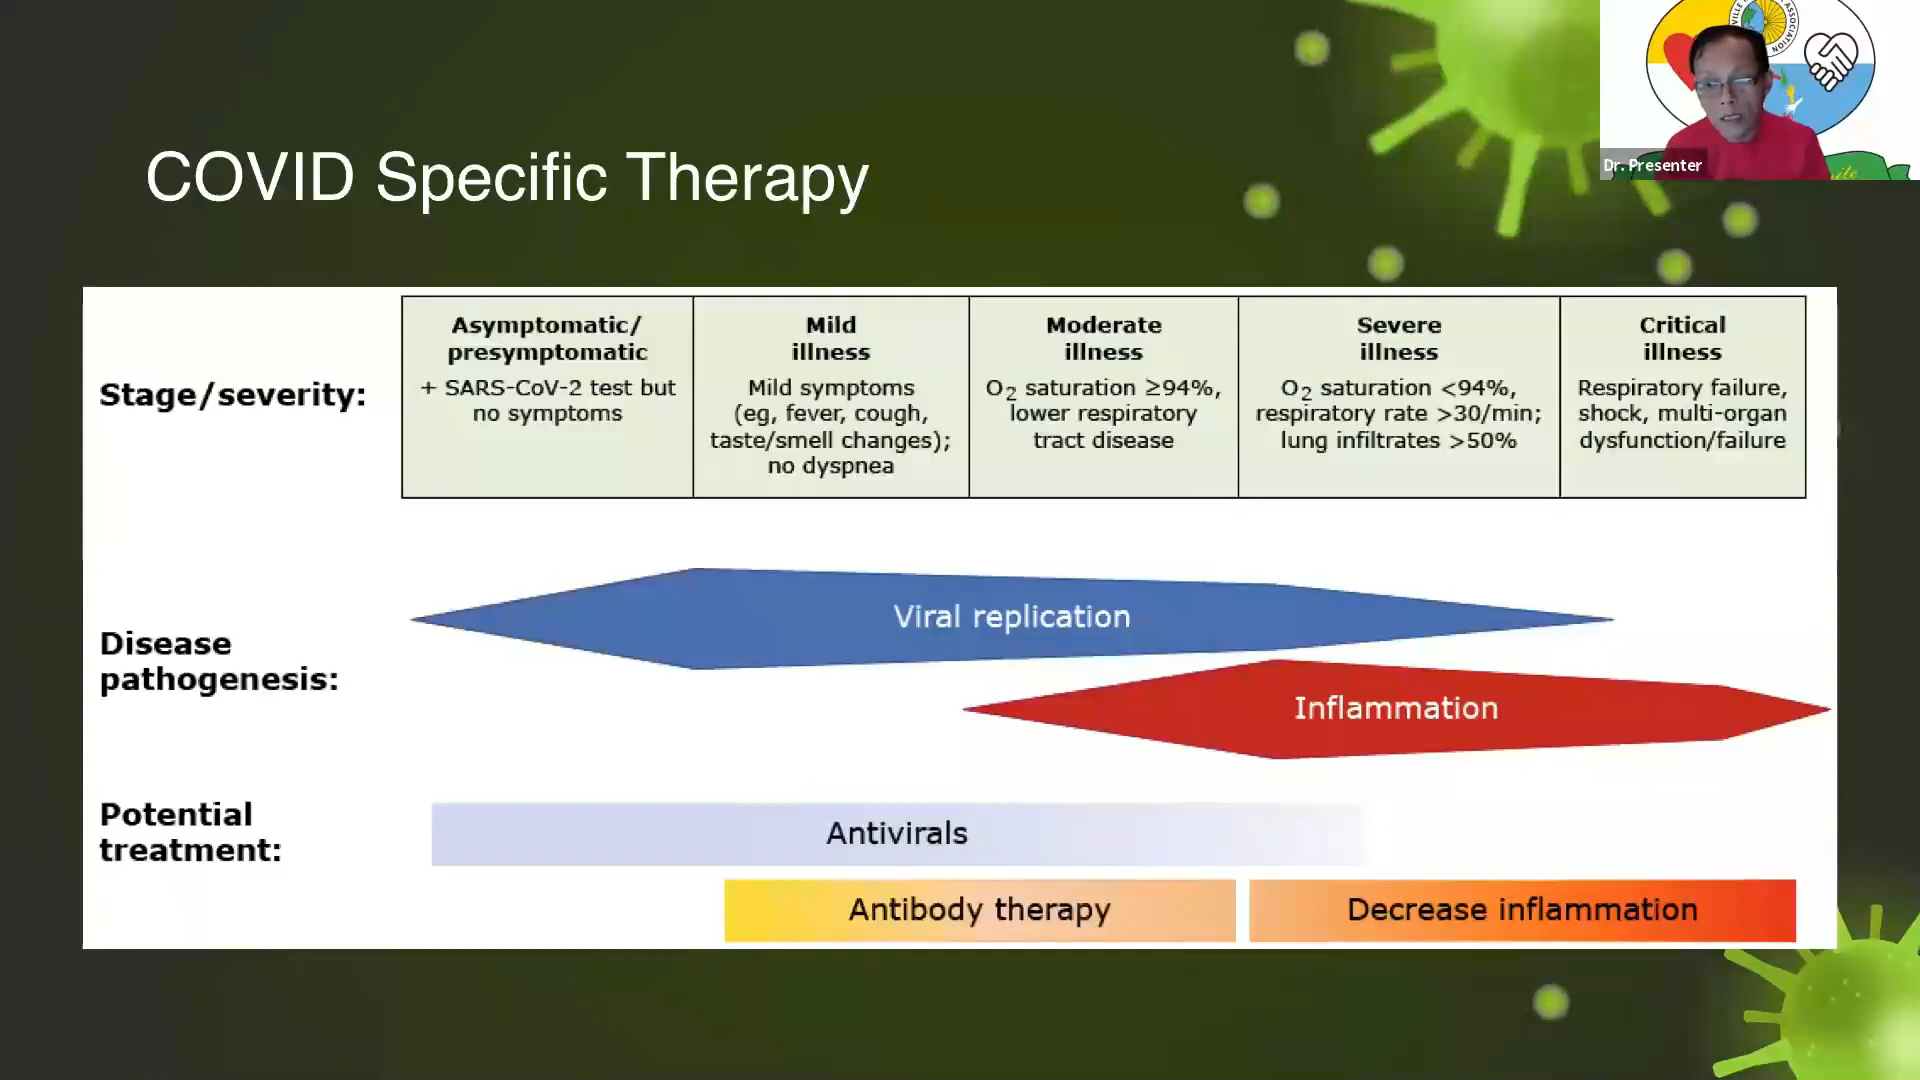 COVID Specific Therapy
Dr. Presenter
VILLE
ASSOCIATION
Stage/severity:
Asymptomatic/
presymptomatic
+ SARS-CoV-2 test but
no symptoms
Mild
illness
Mild symptoms
(eg, fever, cough,
taste/smell changes);
no dyspnea
Moderate
illness
O2 saturation ≥94%,
lower respiratory
tract disease
Severe
illness
O2 saturation <94%,
respiratory rate >30/min;
lung infiltrates >50%
Critical
illness
Respiratory failure,
shock, multi-organ
dysfunction/failure
Disease
pathogenesis:
Viral replication
Inflammation
Potential
treatment:
Antivirals
Antibody therapy
Decrease inflammation